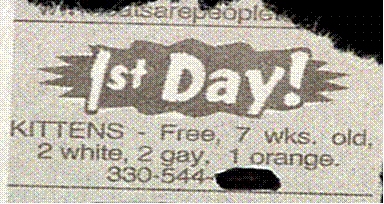 1st Day!
KITTENS - Free, 7 wks. old,
2 white, 2 gay, 1 orange.
330-544-